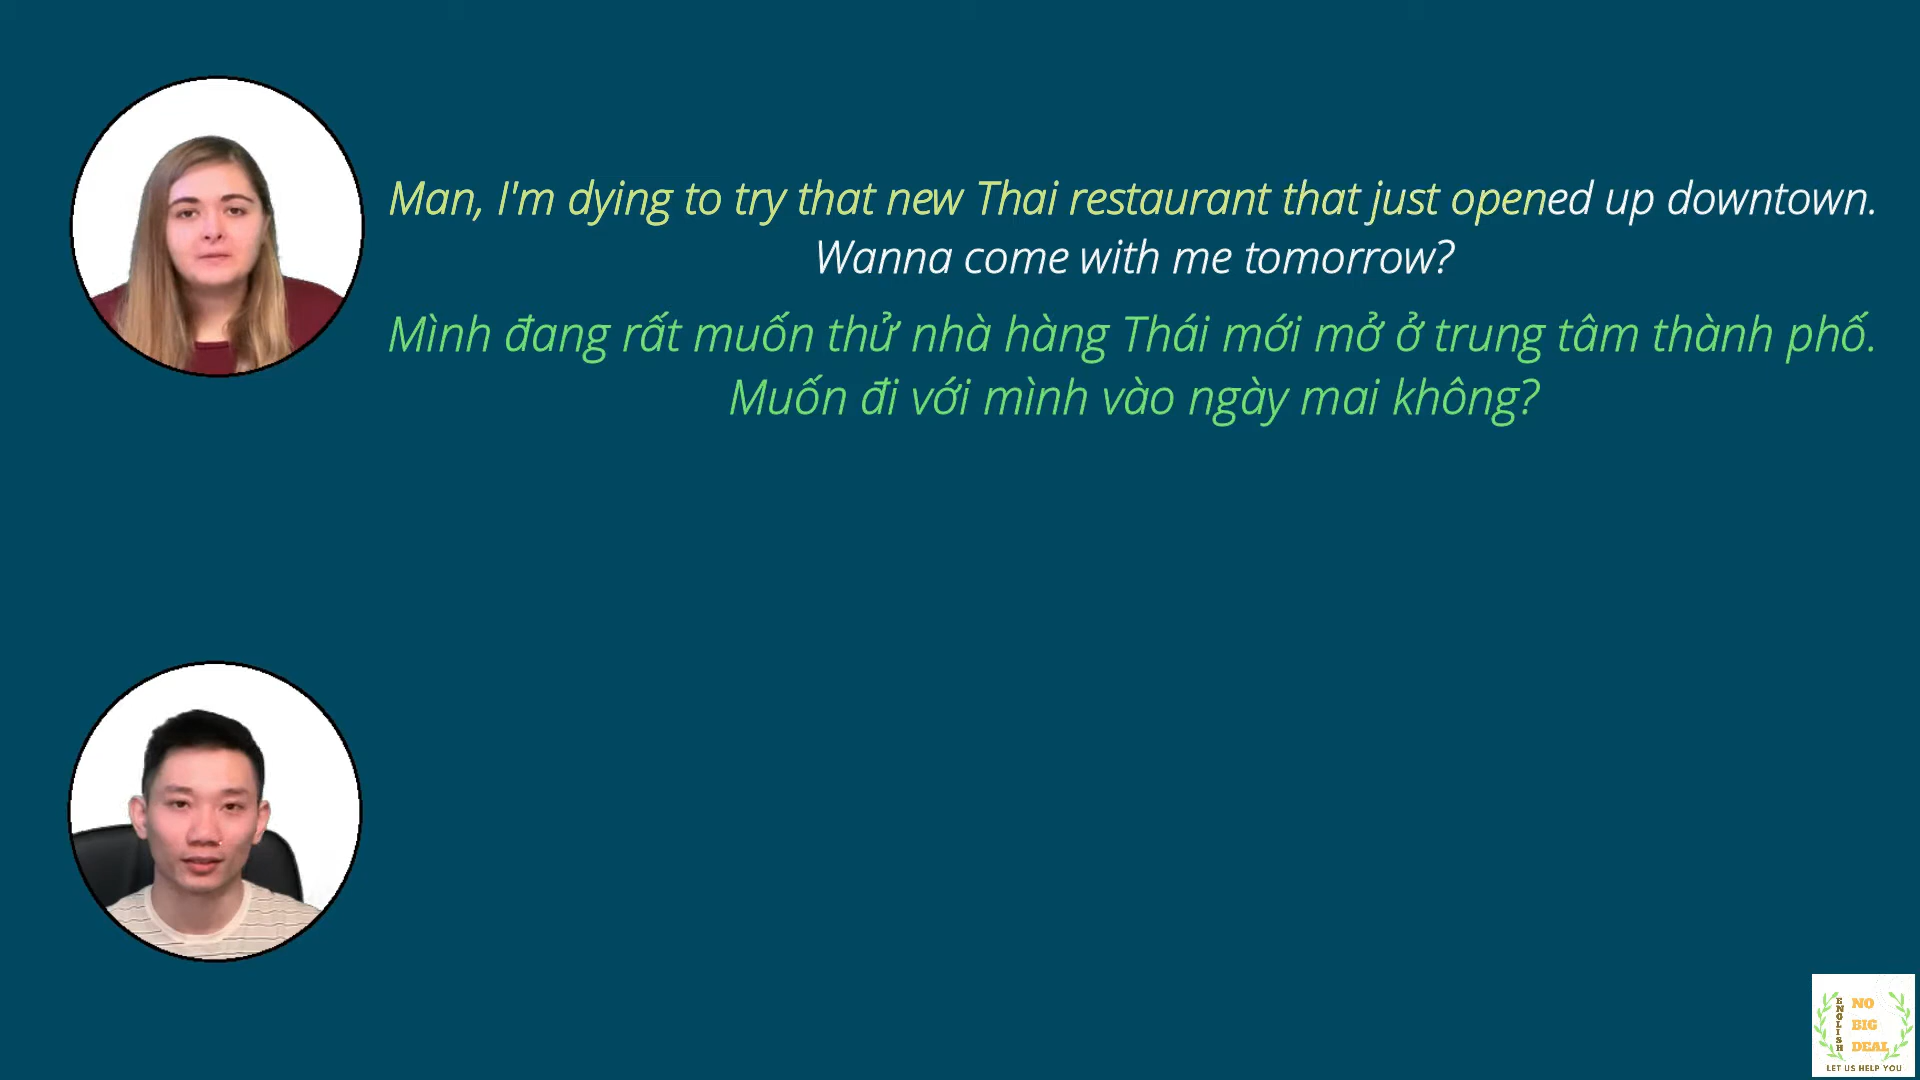 Man, I'm dying to try that new Thai restaurant that just opened up downtown.
Wanna come with me tomorrow?
Mình đang rất muốn thử nhà hàng Thái mới mở ở trung tâm thành phố.
Muốn đi với mình vào ngày mai không?
ENGLISH
NO
BIG
DEAL
LET US HELP YOU